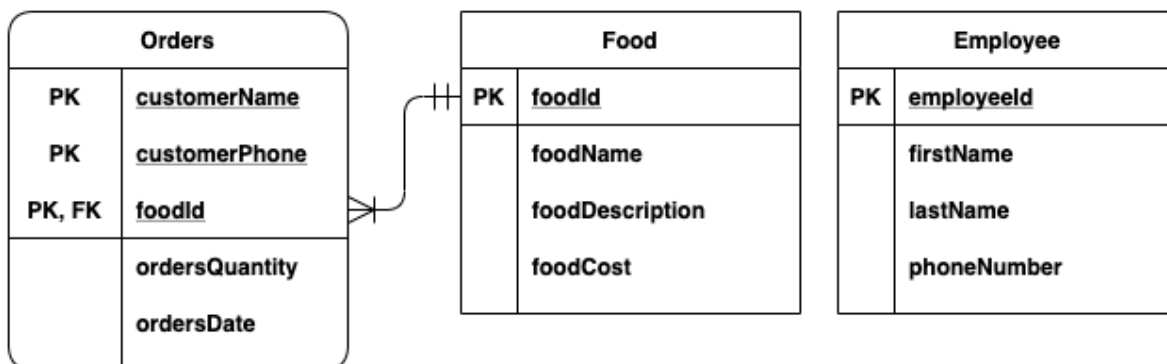 Orders
PK customerName
PK customerPhone
PK, FK foodId
ordersQuantity
ordersDate
Food
PK foodId
foodName
foodDescription
foodCost
Employee
PK employeeId
firstName
lastName
phoneNumber